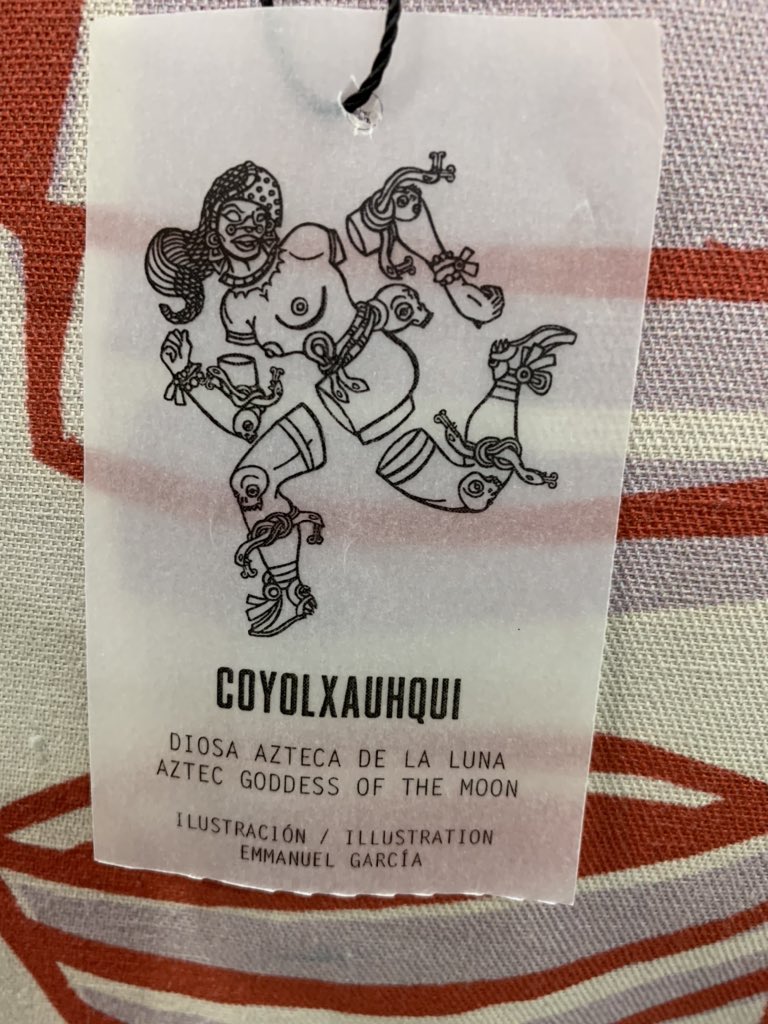 COYOLXAUHQUI
DIOSA AZTECA DE LA LUNA
AZTEC GODDESS OF THE MOON
ILUSTRACIÓN / ILLUSTRATION
EMMANUEL GARCÍA